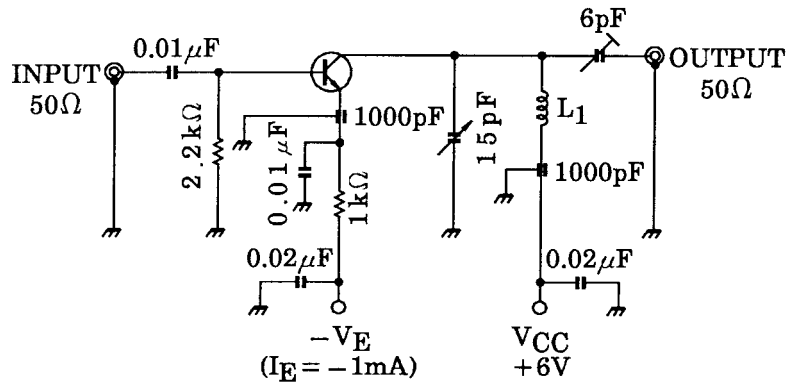 6pF
0.01μF
INPUT
50Ω
OUTPUT
50Ω
1000pF
15pF
L1
2.2kΩ
0.01μF
1kΩ
1000pF
0.02μF
0.02μF
−VE
(IE = −1mA)
VCC
+6V